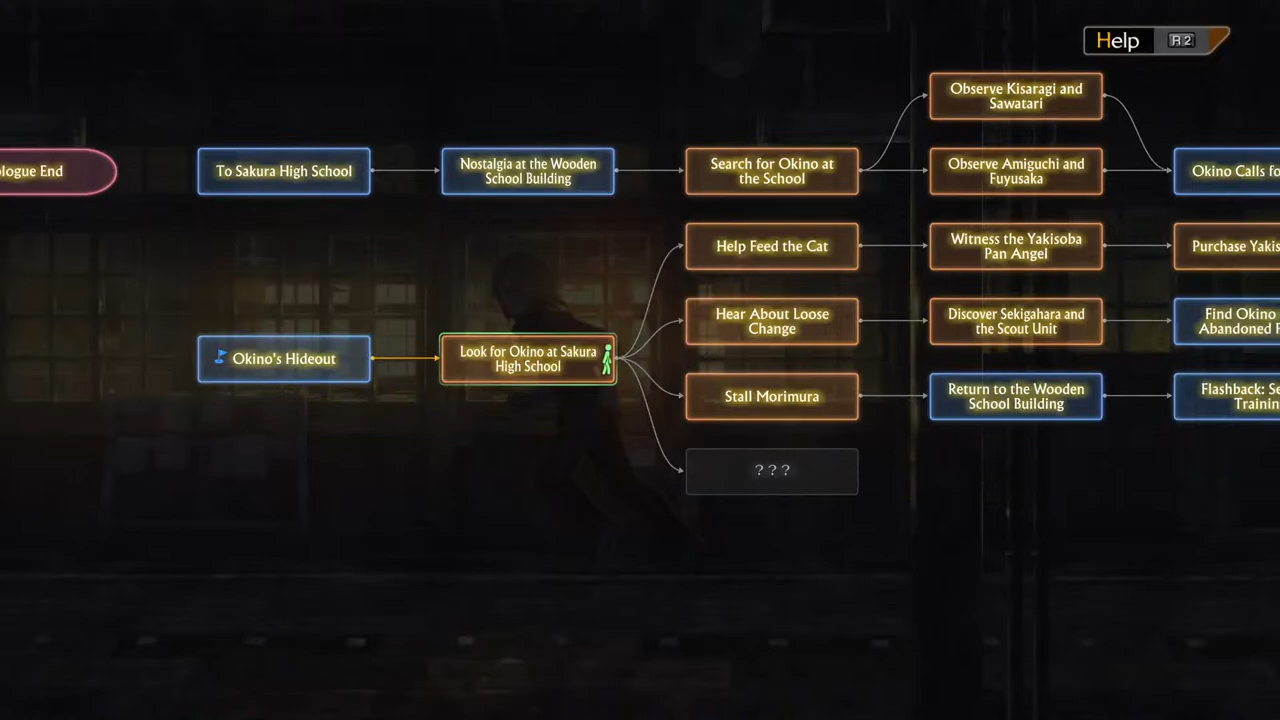 Help R2
Observe Kisaragi and
Sawatari
ologue End
To Sakura High School
Nostalgia at the Wooden
School Building
Search for Okino at
the School
Observe Amiguchi and
Fuyusaka
Okino Calls fo
Help Feed the Cat
Witness the Yakisoba
Pan Angel
Purchase Yakis
Hear About Loose
Change
Discover Sekigahara and
the Scout Unit
Find Okino
Abandoned
Okino's Hideout
Look for Okino at Sakura
High School
Stall Morimura
Return to the Wooden
School Building
Flashback: Se
Trainin
???